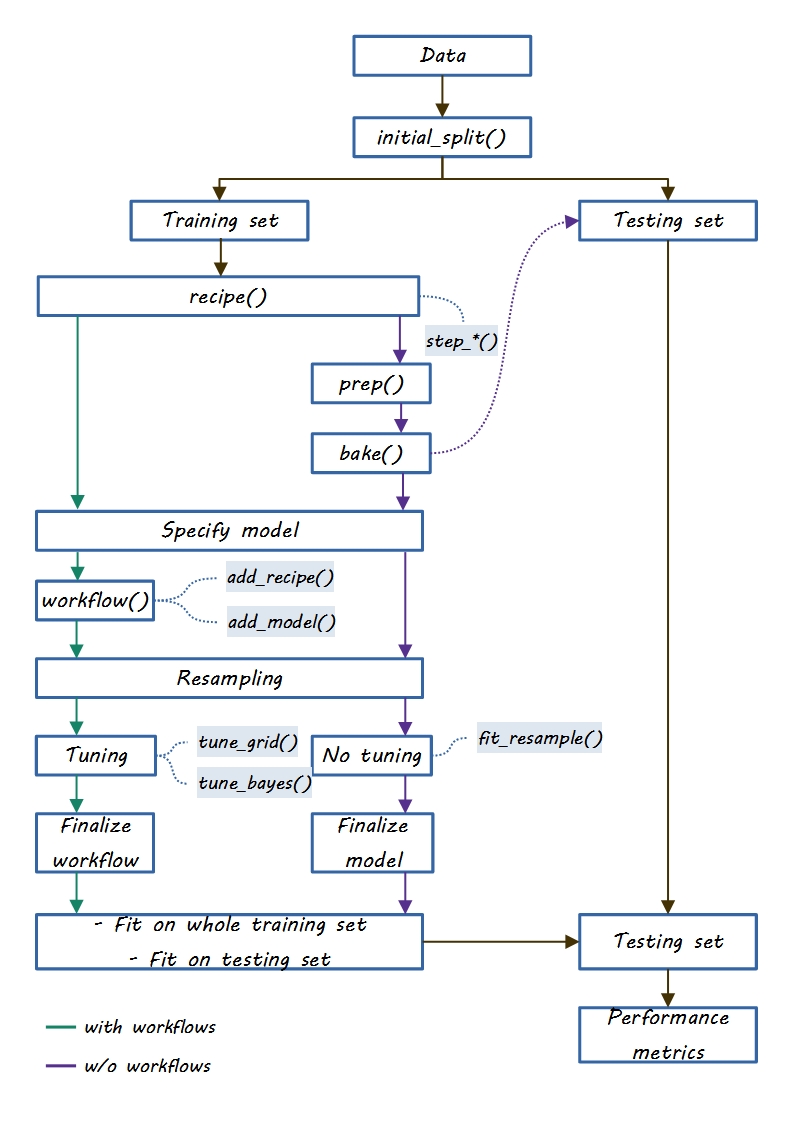 Data
initial_split()
Training set
Testing set
recipe()
step_*()
prep()
bake()
Specify model
add_recipe()
workflow()
add_model()
Resampling
tune_grid()
Tuning
No tuning
fit_resample()
tune_bayes()
Finalize
workflow
Finalize
model
- Fit on whole training set
- Fit on testing set
Testing set
Performance
metrics
with workflows
w/o workflows